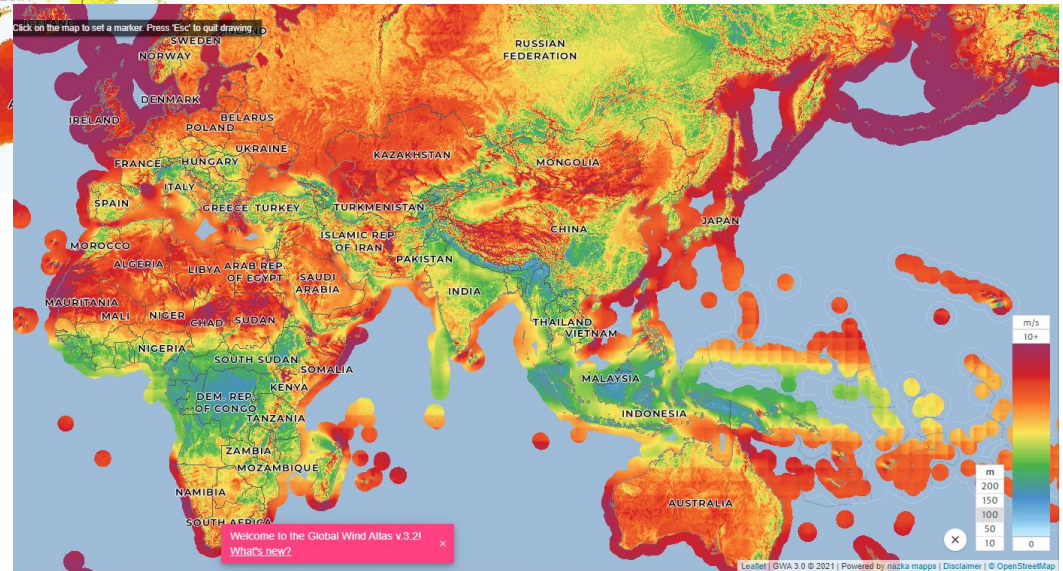 Click on the map to set a marker. Press 'Esc' to quit drawing.
SWEDEN
NORWAY
RUSSIAN
FEDERATION
DENMARK
IRELAND
BELARUS
POLAND
UKRAINE
FRANCE
HUNGARY
KAZAKHSTAN
MONGOLIA
ITALY
SPAIN
GREECE
TURKEY
TURKMENISTAN
JAPAN
CHINA
ISLAMIC REP.
OF IRAN
MOROCCO
PAKISTAN
ALGERIA
LIBYA
ARAB REP.
OF EGYPT
SAUDI
ARABIA
INDIA
MAURITANIA
MALI
NIGER
CHAD
SUDAN
THAILAND
VIETNAM
NIGERIA
SOUTH SUDAN
SOMALIA
MALAYSIA
KENYA
DEM. REP.
OF CONGO
TANZANIA
INDONESIA
ZAMBIA
MOZAMBIQUE
NAMIBIA
AUSTRALIA
SOUTH AFRICA
m/s
10+
0
m
200
150
100
50
10
Welcome to the Global Wind Atlas v.3.2!
What's new?
×
Leaflet | GWA 3.0 © 2021 | Powered by nazka mapps | Disclaimer | © OpenStreetMap